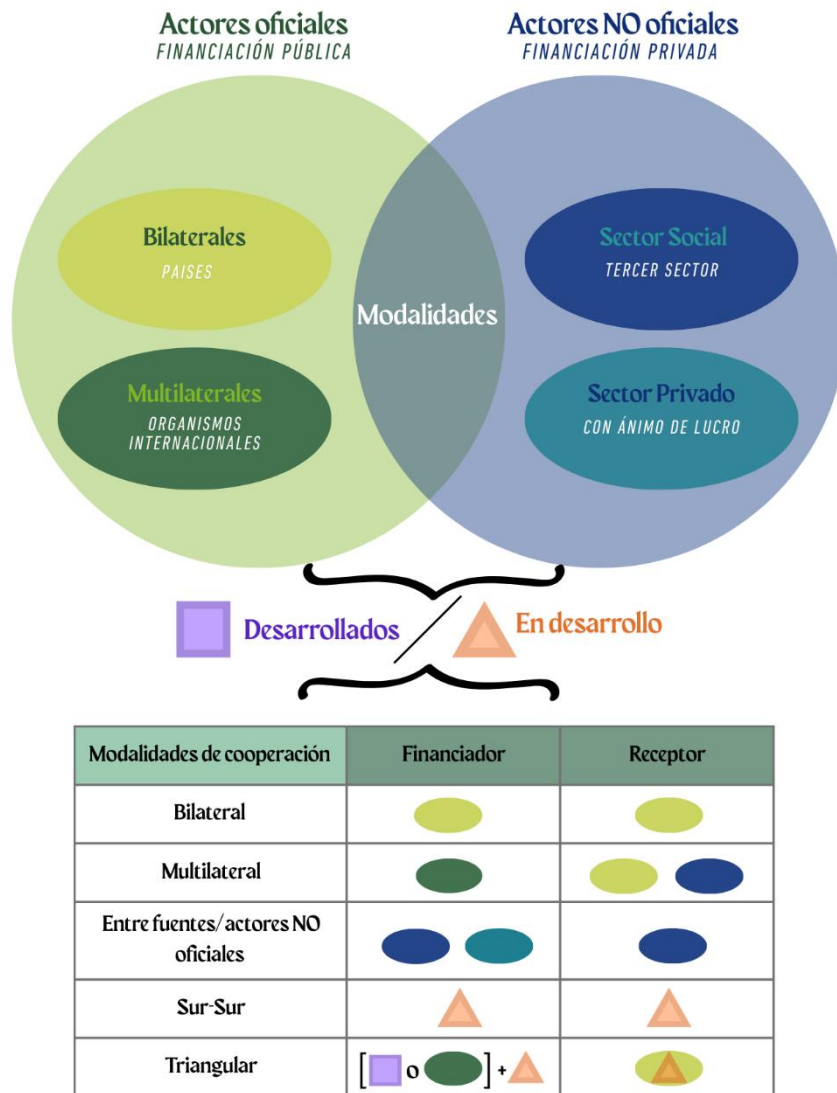 Actores oficiales
FINANCIACIÓN PÚBLICA
Actores NO oficiales
FINANCIACIÓN PRIVADA
Bilaterales
PAISES
Sector Social
TERCER SECTOR
Modalidades
Multilaterales
ORGANISMOS
INTERNACIONALES
Sector Privado
CON ÁNIMO DE LUCRO
Desarrollados
En desarrollo
Modalidades de cooperación
Financiador
Receptor
Bilateral
Multilateral
Entre fuentes/actores NO
oficiales
Sur-Sur
Triangular
[ o ] +